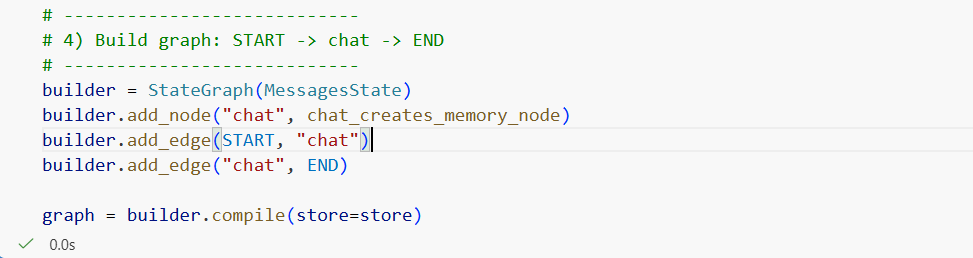 # ----------------------------
# 4) Build graph: START -> chat -> END
# ----------------------------
builder = StateGraph(MessagesState)
builder.add_node("chat", chat_creates_memory_node)
builder.add_edge(START, "chat")
builder.add_edge("chat", END)
graph = builder.compile(store=store)
0.0s